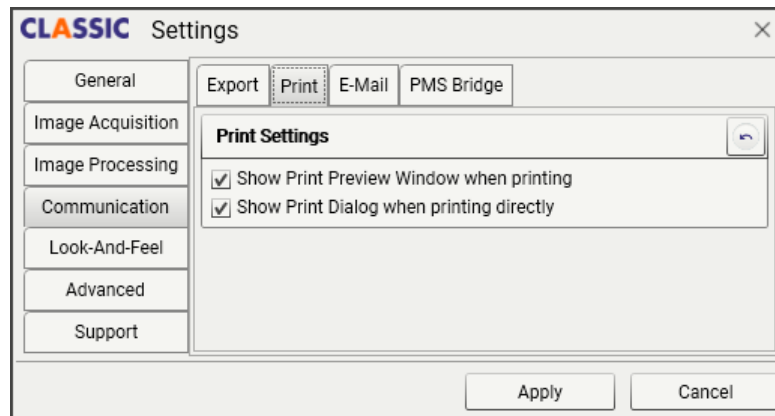 CLASSIC Settings
General
Image Acquisition
Image Processing
Communication
Look-And-Feel
Advanced
Support
Export Print E-Mail PMS Bridge
Print Settings
Show Print Preview Window when printing
Show Print Dialog when printing directly
Apply Cancel